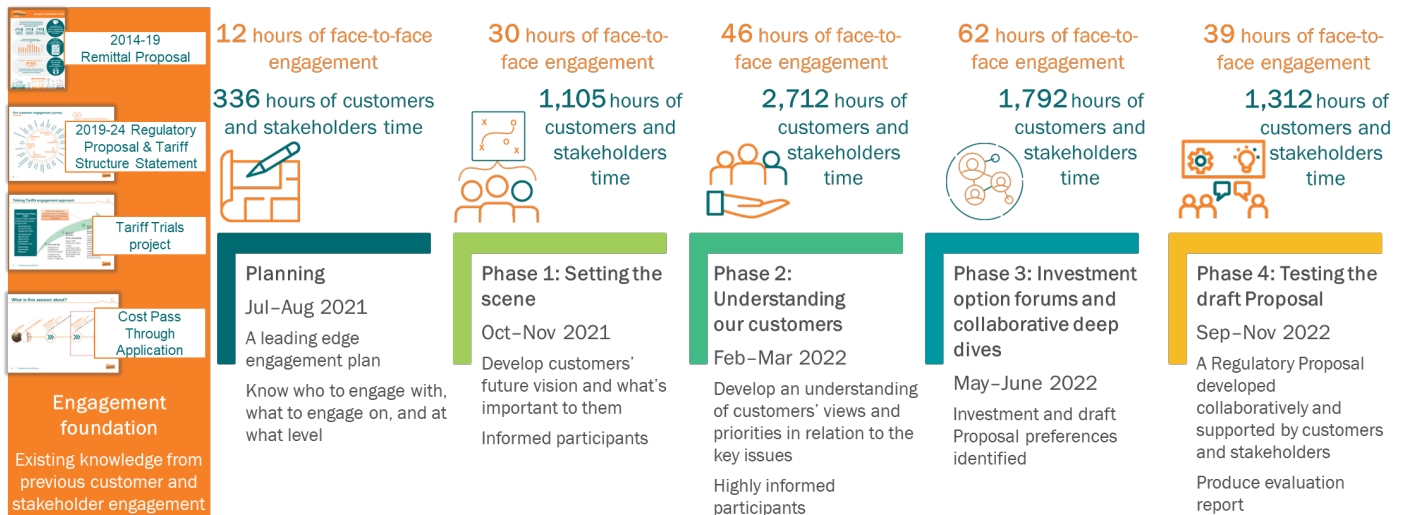 2014-19
Remittal Proposal
2019-24 Regulatory
Proposal & Tariff
Structure Statement
Talking Tariffs engagement approach
Tariff Trials
project
What is this session about?
Cost Pass
Through
Application
Engagement
foundation
Existing knowledge from
previous customer and
stakeholder engagement
12 hours of face-to-face
engagement
336 hours of customers
and stakeholders time
Planning
Jul–Aug 2021
A leading edge
engagement plan
Know who to engage with,
what to engage on, and at
what level
30 hours of face-to-
face engagement
1,105 hours of
customers and
stakeholders
time
X O
X O
X
Phase 1: Setting the
scene
Oct–Nov 2021
Develop customers’
future vision and what’s
important to them
Informed participants
46 hours of face-to-
face engagement
2,712 hours of
customers and
stakeholders
time
Phase 2:
Understanding
our customers
Feb–Mar 2022
Develop an understanding
of customers’ views and
priorities in relation to the
key issues
Highly informed
participants
62 hours of face-to-
face engagement
1,792 hours of
customers and
stakeholders
time
Phase 3: Investment
option forums and
collaborative deep
dives
May–June 2022
Investment and draft
Proposal preferences
identified
39 hours of face-to-
face engagement
1,312 hours of
customers and
stakeholders
time
Phase 4: Testing the
draft Proposal
Sep–Nov 2022
A Regulatory Proposal
developed
collaboratively and
supported by customers
and stakeholders
Produce evaluation
report